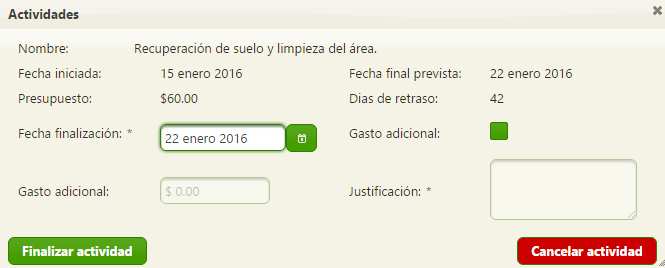 Actividades
Nombre: Recuperación de suelo y limpieza del área.
Fecha iniciada: 15 enero 2016 Fecha final prevista: 22 enero 2016
Presupuesto: $60.00 Dias de retraso: 42
Fecha finalización: * 22 enero 2016 Gasto adicional:
Gasto adicional: $ 0.00 Justificación: *
Finalizar actividad Cancelar actividad